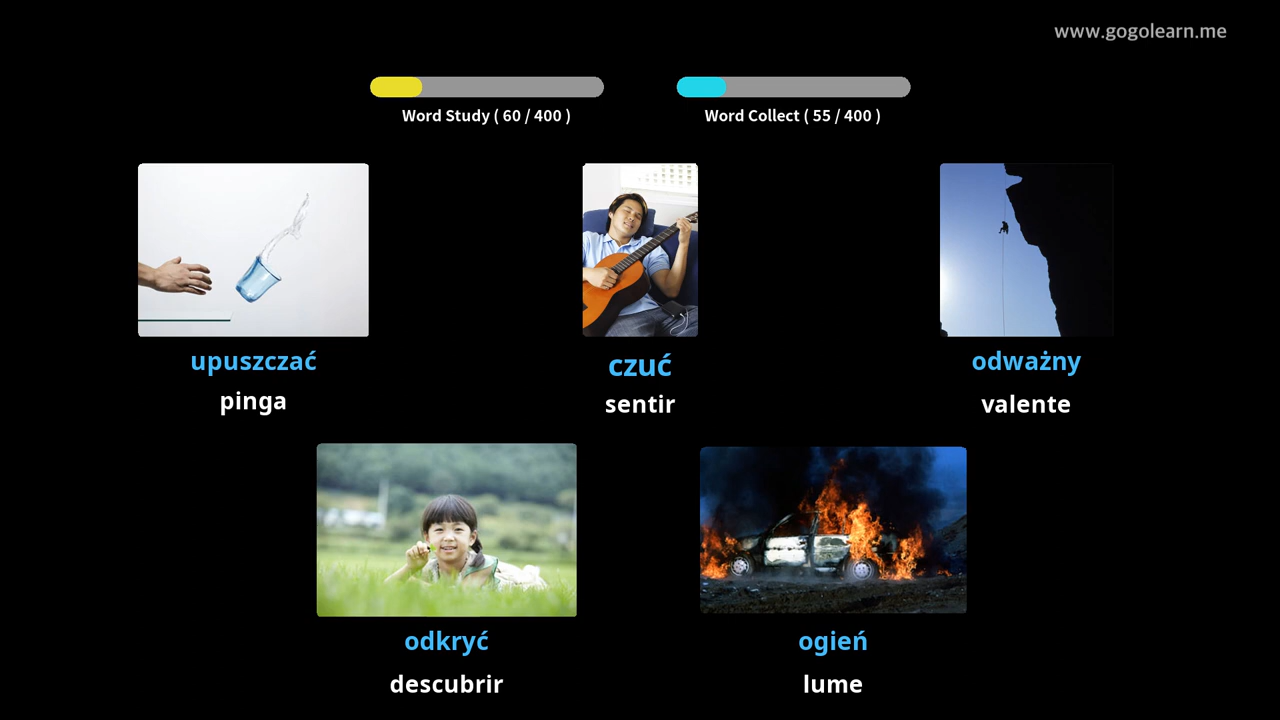 www.gogolearn.me
Word Study ( 60 / 400 )
Word Collect ( 55 / 400 )
upuszczać
pinga
czuć
sentir
odważny
valente
odkryć
descubrir
ogień
lume